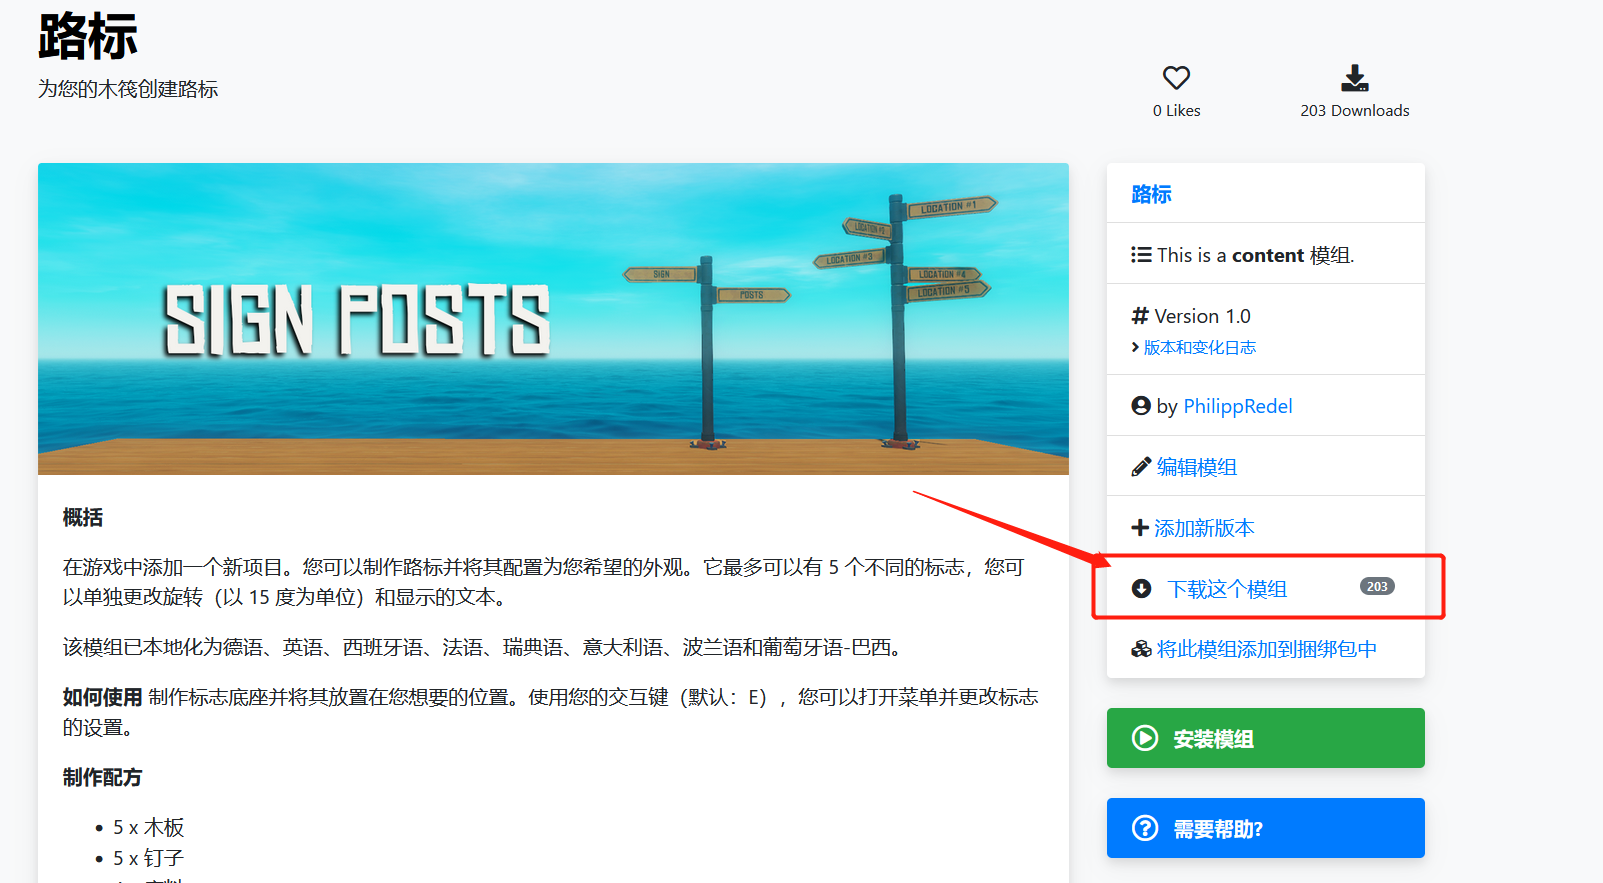 路标
为您的木筏创建路标
0 Likes
203 Downloads
SIGN POSTS
SIGN
POSTS
LOCATION #1
LOCATION #3
LOCATION #4
LOCATION #5
概括
在游戏中添加一个新项目。您可以制作路标并将其配置为您希望的外观。它最多可以有 5 个不同的标志，您可
以单独更改旋转（以 15 度为单位）和显示的文本。
该模组已本地化为德语、英语、西班牙语、法语、瑞典语、意大利语、波兰语和葡萄牙语-巴西。
如何使用 制作标志底座并将其放置在您想要的位置。使用您的交互键（默认：E），您可以打开菜单并更改标志
的设置。
制作配方
5 x 木板
5 x 钉子
路标
This is a content 模组.
Version 1.0
版本和变化日志
by PhilippRedel
编辑模组
添加新版本
下载这个模组 203
将此模组添加到捆绑包中
安装模组
需要帮助?